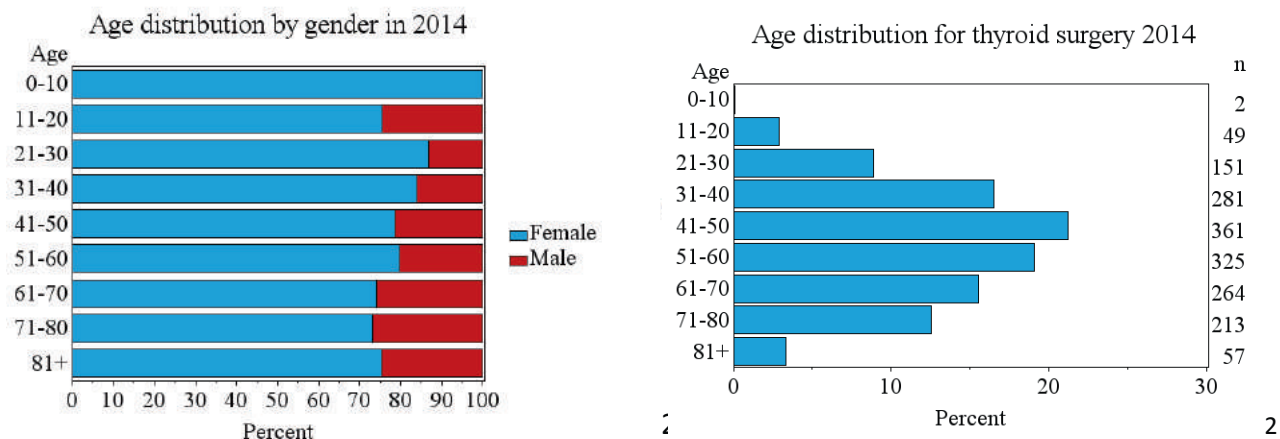 Age distribution by gender in 2014
Age
0-10
11-20
21-30
31-40
41-50
51-60
61-70
71-80
81+
0 10 20 30 40 50 60 70 80 90 100
Percent
Female
Male
Age distribution for thyroid surgery 2014
Age n
0-10 2
11-20 49
21-30 151
31-40 281
41-50 361
51-60 325
61-70 264
71-80 213
81+ 57
0 10 20 30
Percent
2